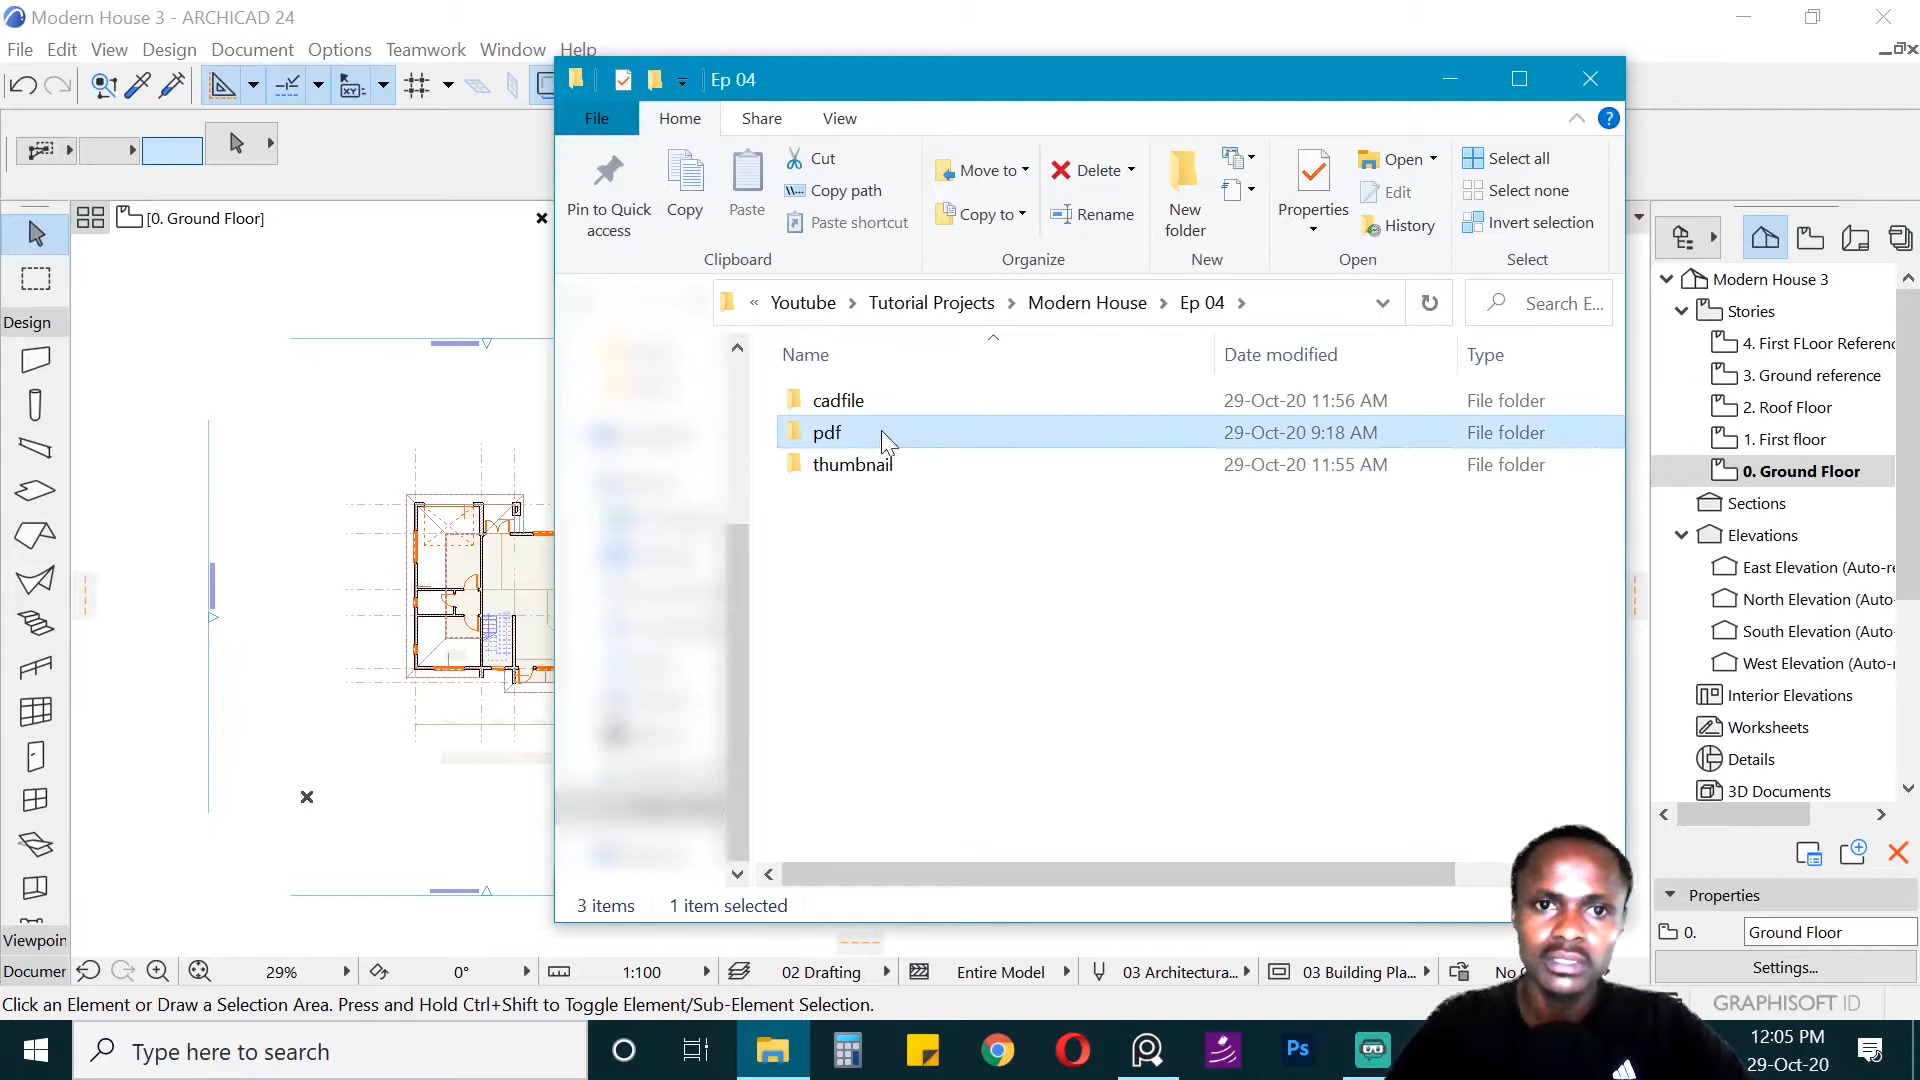 Modern House 3 - ARCHICAD 24
File Edit View Design Document Options Teamwork Window Help
Ep 04
File Home Share View
Pin to Quick access
Copy
Paste
Cut
Copy path
Paste shortcut
Clipboard
Move to
Copy to
Delete
Rename
Organize
New folder
New
Properties
Open
Edit
History
Open
Select all
Select none
Invert selection
Select
[0. Ground Floor]
« Youtube > Tutorial Projects > Modern House > Ep 04 >
Search E...
Name Date modified Type
cadfile 29-Oct-20 11:56 AM File folder
pdf 29-Oct-20 9:18 AM File folder
thumbnail 29-Oct-20 11:55 AM File folder
3 items 1 item selected
Design
Viewpoin
Documer
Modern House 3
Stories
4. First FLoor Referenc
3. Ground reference
2. Roof Floor
1. First floor
0. Ground Floor
Sections
Elevations
East Elevation (Auto-re
North Elevation (Auto-
South Elevation (Auto-
West Elevation (Auto-r
Interior Elevations
Worksheets
Details
3D Documents
Properties
0. Ground Floor
Settings...
29% 0° 1:100 02 Drafting Entire Model 03 Architectura... 03 Building Pla...
Click an Element or Draw a Selection Area. Press and Hold Ctrl+Shift to Toggle Element/Sub-Element Selection.
GRAPHISOFT ID
Type here to search
Ps
12:05 PM
29-Oct-20